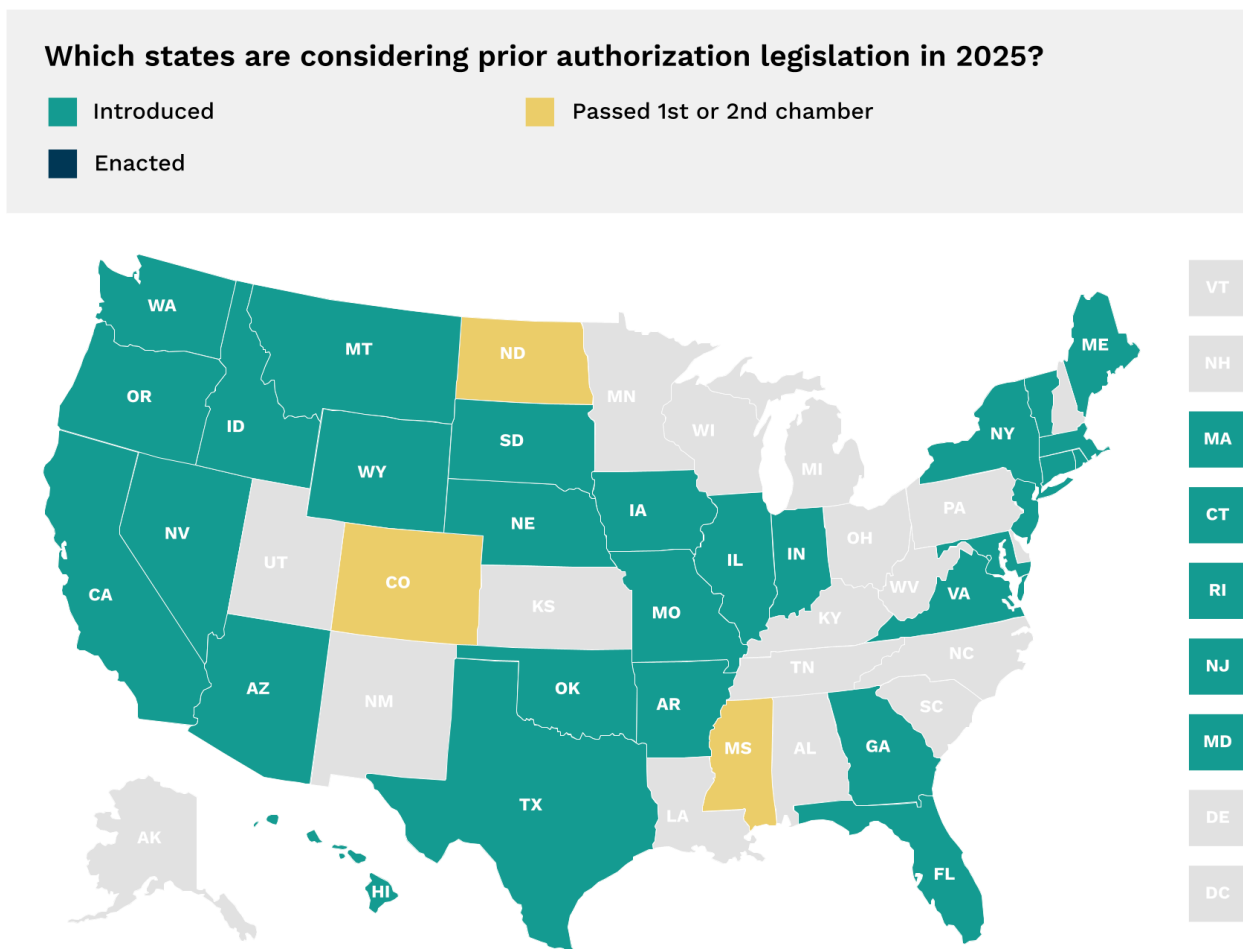 Which states are considering prior authorization legislation in 2025?
Introduced
Passed 1st or 2nd chamber
Enacted
WA
MT
ND
ME
VT
NH
OR
ID
MN
SD
WI
NY
MA
WY
MI
NV
NE
IA
PA
CT
UT
CO
IL
IN
OH
CA
KS
MO
WV
VA
RI
KY
NC
TN
NJ
AZ
NM
OK
AR
SC
MS
AL
GA
MD
TX
LA
AK
DE
HI
FL
DC